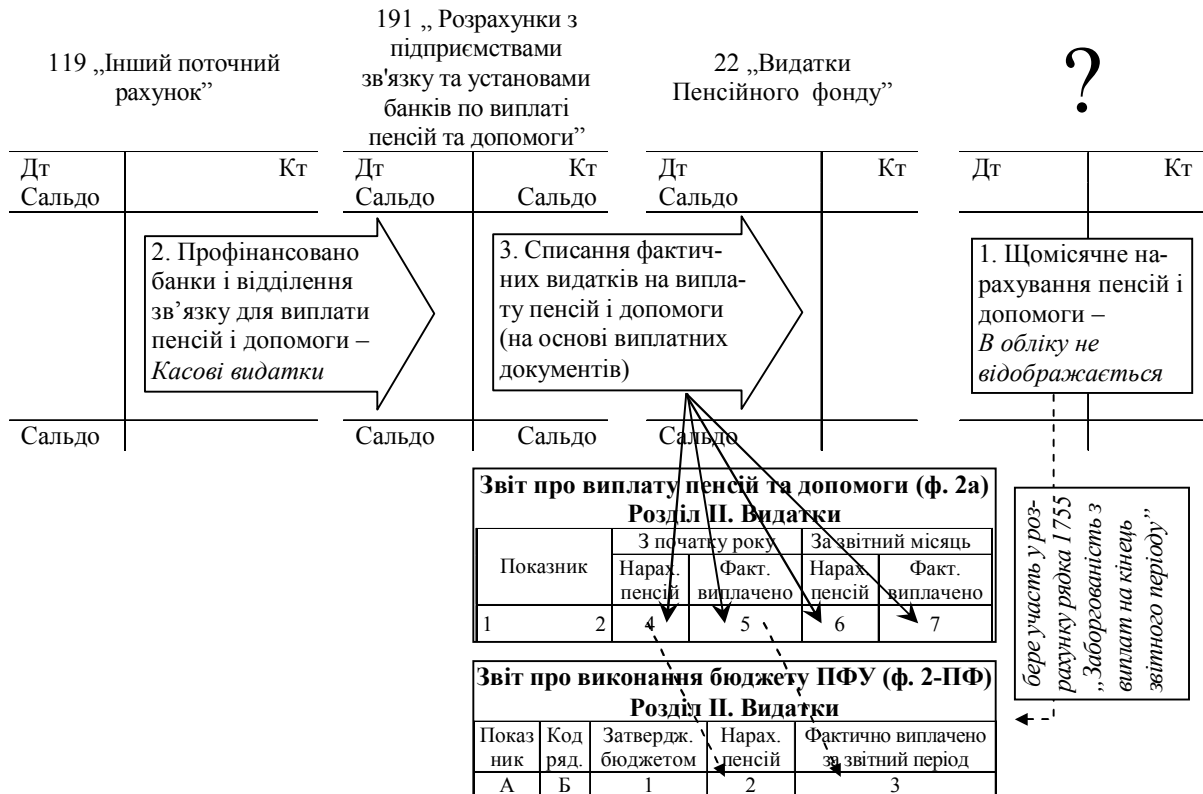 119 „Інший поточний
рахунок”
191 „ Розрахунки з
підприємствами
зв'язку та установами
банків по виплаті
пенсій та допомоги”
22 „Видатки
Пенсійного фонду”
?
Дт Кт
Сальдо
Дт Кт
Сальдо Сальдо
Дт Кт
Сальдо
Дт Кт
2. Профінансовано
банки і відділення
зв’язку для виплати
пенсій і допомоги –
Касові видатки
3. Списання фактич-
них видатків на випла-
ту пенсій і допомоги
(на основі виплатних
документів)
1. Щомісячне на-
рахування пенсій і
допомоги –
В обліку не
відображається
Сальдо
Сальдо Сальдо
Сальдо
Звіт про виплату пенсій та допомоги (ф. 2а)
Розділ ІІ. Видатки
Показник
З початку року За звітний місяць
Нарах. Факт. Нарах. Факт.
пенсій виплачено пенсій виплачено
1 2 4 5 6 7
бере участь у роз-
рахунку рядка 1755
„Заборгованість з
виплат на кінець
звітного періоду”
Звіт про виконання бюджету ПФУ (ф. 2-ПФ)
Розділ ІІ. Видатки
Показ Код Затвердж. Нарах. Фактично виплачено
ник ряд. бюджетом пенсій за звітний період
А Б 1 2 3